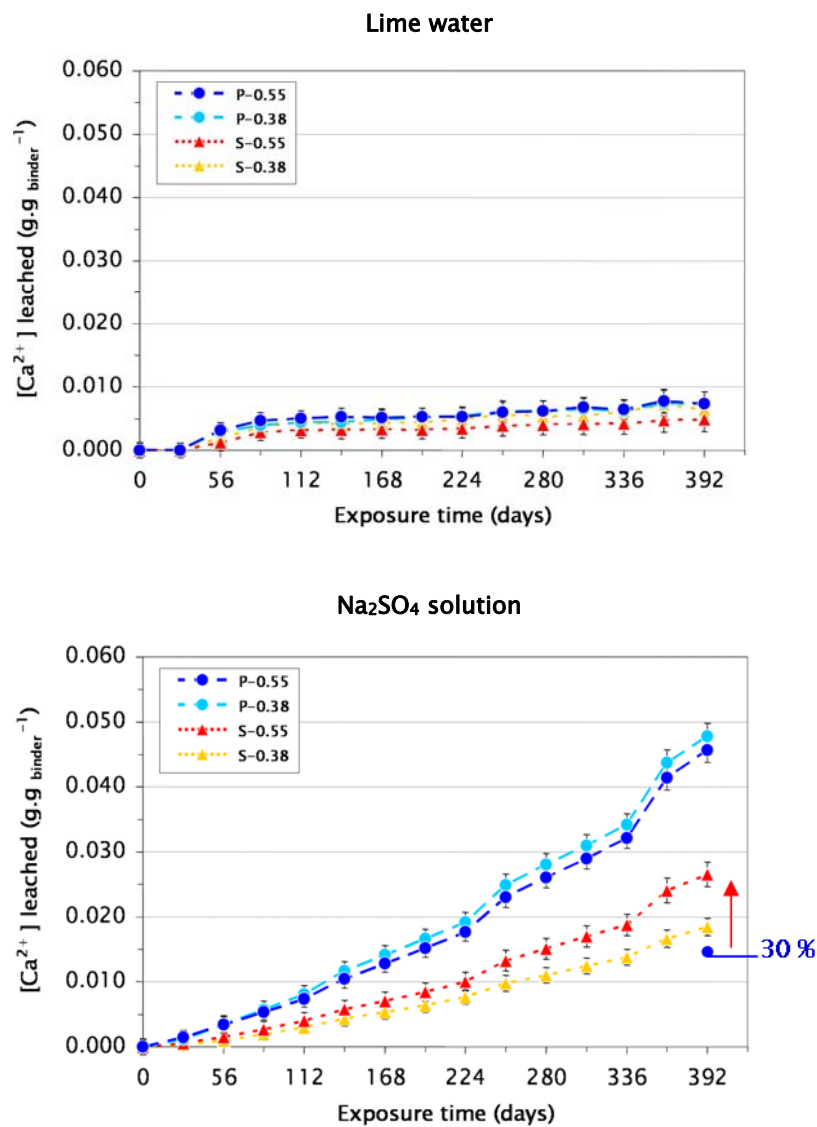 Lime water
0.060
0.050
0.040
0.030
0.020
0.010
0.000
[Ca²⁺] leached (g.g binder⁻¹)
P-0.55
P-0.38
S-0.55
S-0.38
0 56 112 168 224 280 336 392
Exposure time (days)
Na₂SO₄ solution
0.060
0.050
0.040
0.030
0.020
0.010
0.000
[Ca²⁺] leached (g.g binder⁻¹)
P-0.55
P-0.38
S-0.55
S-0.38
30 %
0 56 112 168 224 280 336 392
Exposure time (days)